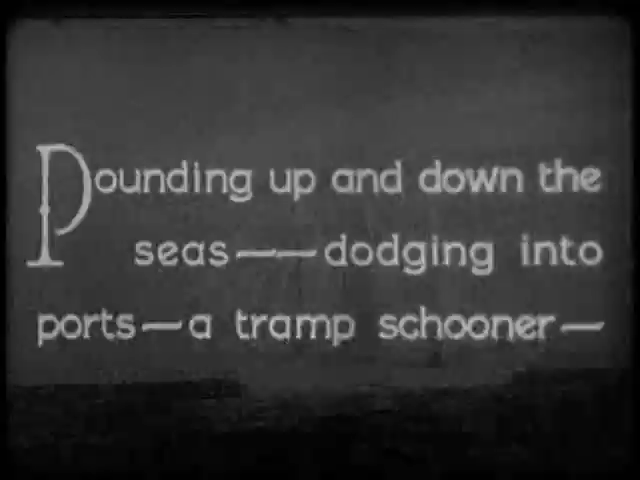 Pounding up and down the
seas——dodging into
ports—a tramp schooner—